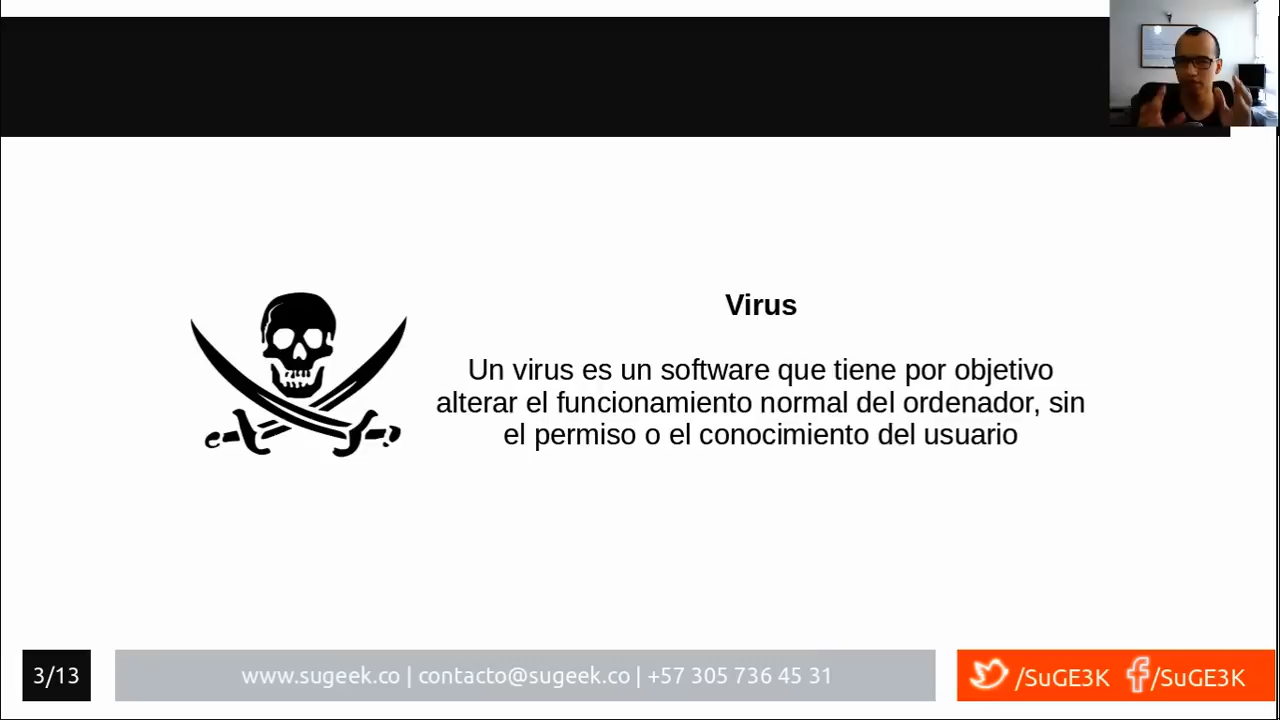 Virus
Un virus es un software que tiene por objetivo
alterar el funcionamiento normal del ordenador, sin
el permiso o el conocimiento del usuario
3/13
www.sugeek.co | contacto@sugeek.co | +57 305 736 45 31
/SuGE3K /SuGE3K